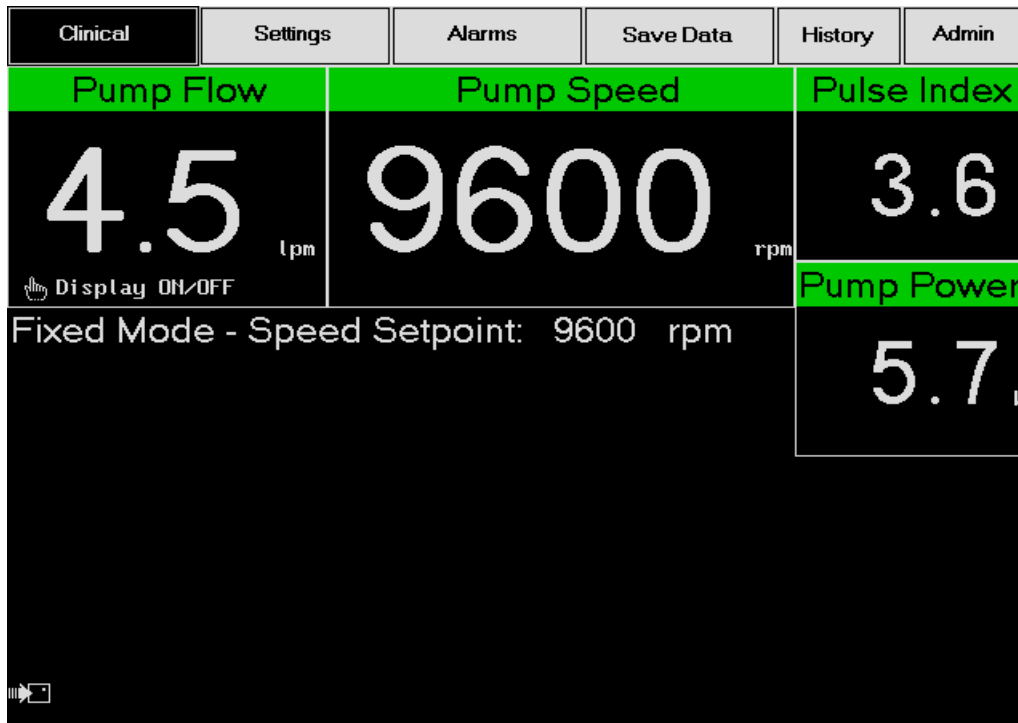 Clinical Settings Alarms Save Data History Admin
Pump Flow Pump Speed Pulse Index
4.5 lpm 9600 rpm 3.6
Display ON/OFF
Pump Power
5.7
Fixed Mode - Speed Setpoint: 9600 rpm